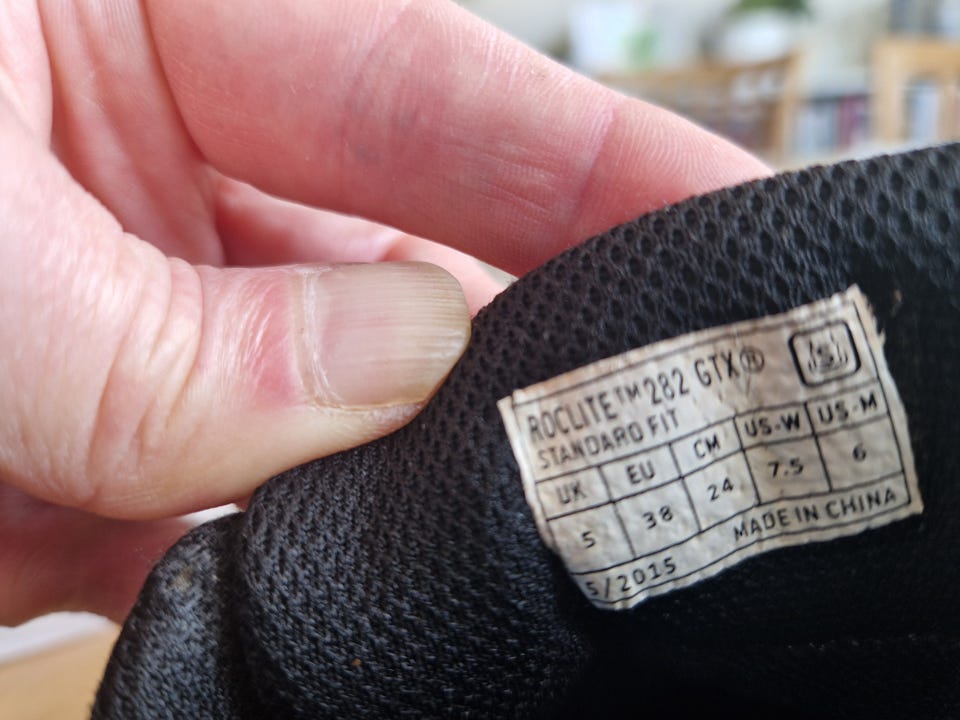 ROCLITE™ 282 GTX®
S
STANDARD FIT
UK EU CM US-W US-M
5 38 24 7.5 6
5/2015 MADE IN CHINA